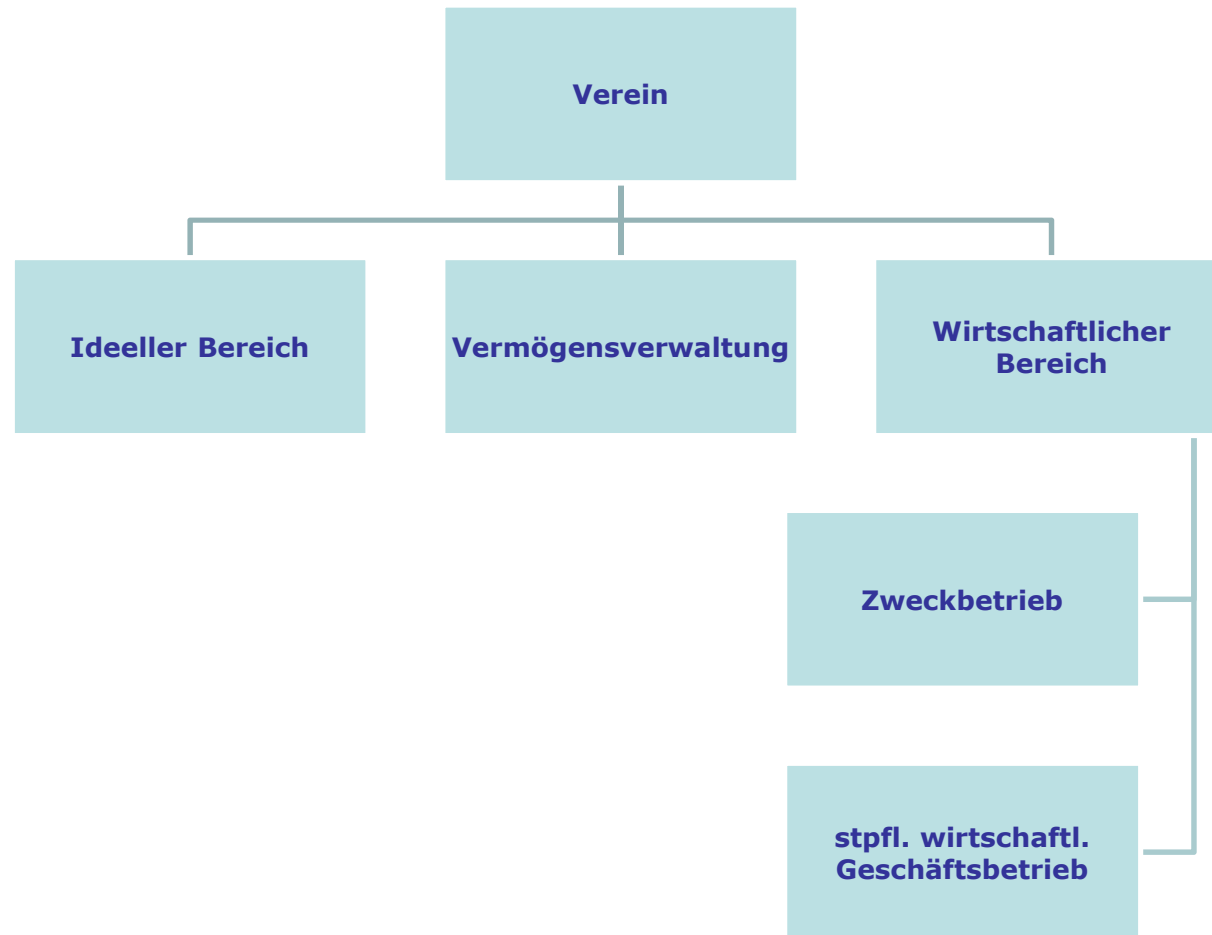 Verein
Ideeller Bereich
Vermögensverwaltung
Wirtschaftlicher
Bereich
Zweckbetrieb
stpfl. wirtschaftl.
Geschäftsbetrieb